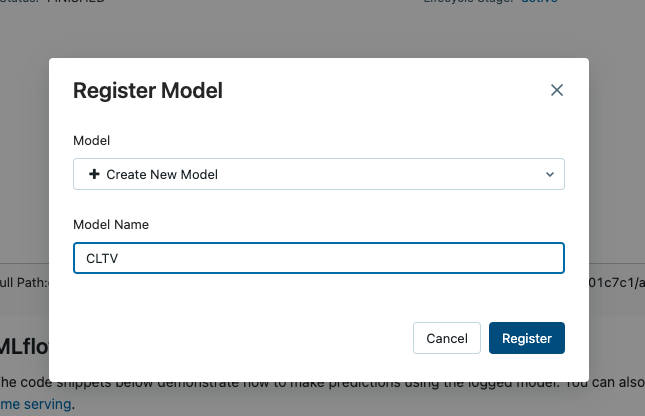 Status: FINISHED
Lifecycle Stage: active
Register Model
Model
+ Create New Model
Model Name
CLTV
ull Path:
01c7c1/a
Cancel Register
MLflo
he code snippets below demonstrate how to make predictions using the logged model. You can also
me serving.